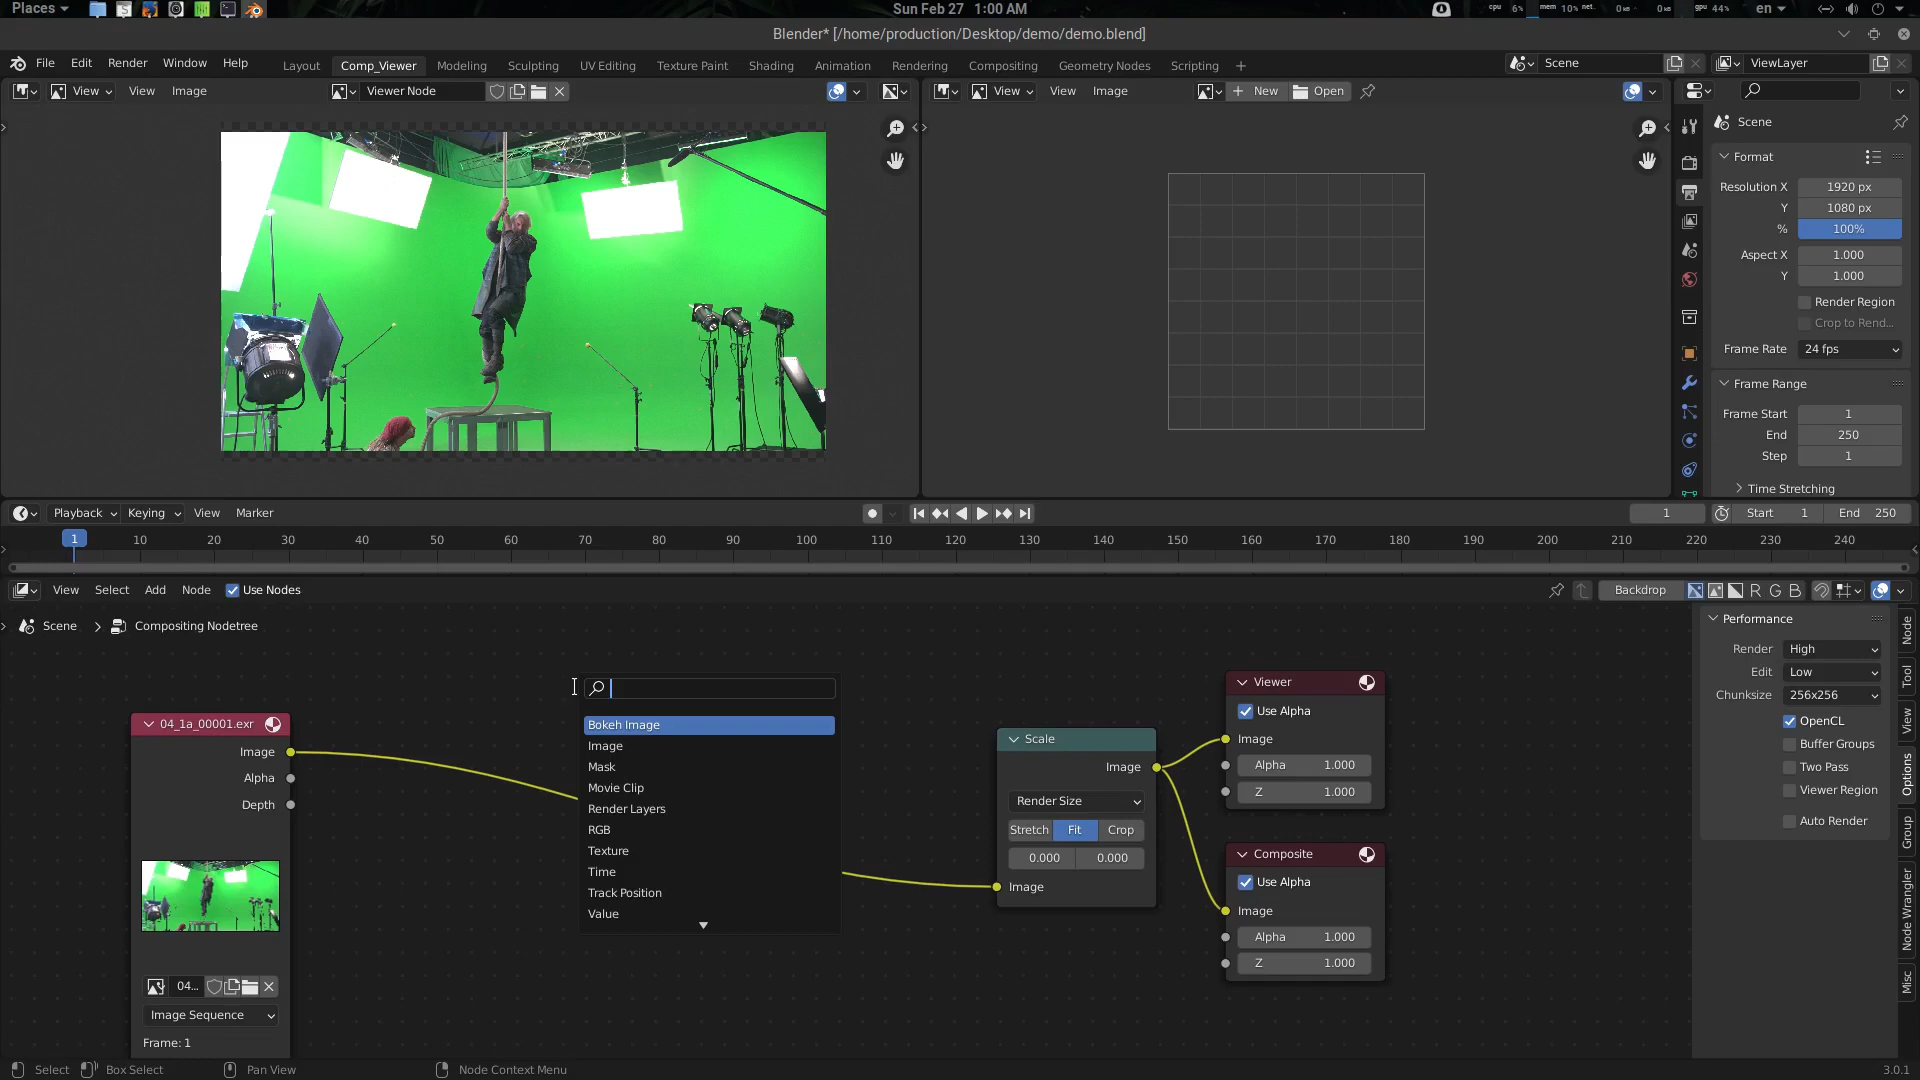 Places
Sun Feb 27 1:00 AM
cpu 6% mem 10% net 0 kB 0 kB gpu 44% en
Blender* [/home/production/Desktop/demo/demo.blend]
File Edit Render Window Help
Layout Comp_Viewer Modeling Sculpting UV Editing Texture Paint Shading Animation Rendering Compositing Geometry Nodes Scripting +
Scene
ViewLayer
View View Image
Viewer Node
View View Image
New Open
Scene
Format
Resolution X 1920 px
Y 1080 px
% 100%
Aspect X 1.000
Y 1.000
Render Region
Crop to Rend...
Frame Rate 24 fps
Frame Range
Frame Start 1
End 250
Step 1
Time Stretching
Playback Keying View Marker
1
Start 1 End 250
1 10 20 30 40 50 60 70 80 90 100 110 120 130 140 150 160 170 180 190 200 210 220 230 240
View Select Add Node Use Nodes
Backdrop R G B
Scene > Compositing Nodetree
04_1a_00001.exr
Image
Alpha
Depth
04...
Image Sequence
Frame: 1
Bokeh Image
Image
Mask
Movie Clip
Render Layers
RGB
Texture
Time
Track Position
Value
Scale
Image
Render Size
Stretch Fit Crop
0.000 0.000
Image
Viewer
Use Alpha
Image
Alpha 1.000
Z 1.000
Composite
Use Alpha
Image
Alpha 1.000
Z 1.000
Performance
Render High
Edit Low
Chunksize 256x256
OpenCL
Buffer Groups
Two Pass
Viewer Region
Auto Render
Node
Tool
View
Options
Group
Node Wrangler
Misc
Select Box Select Pan View Node Context Menu
3.0.1